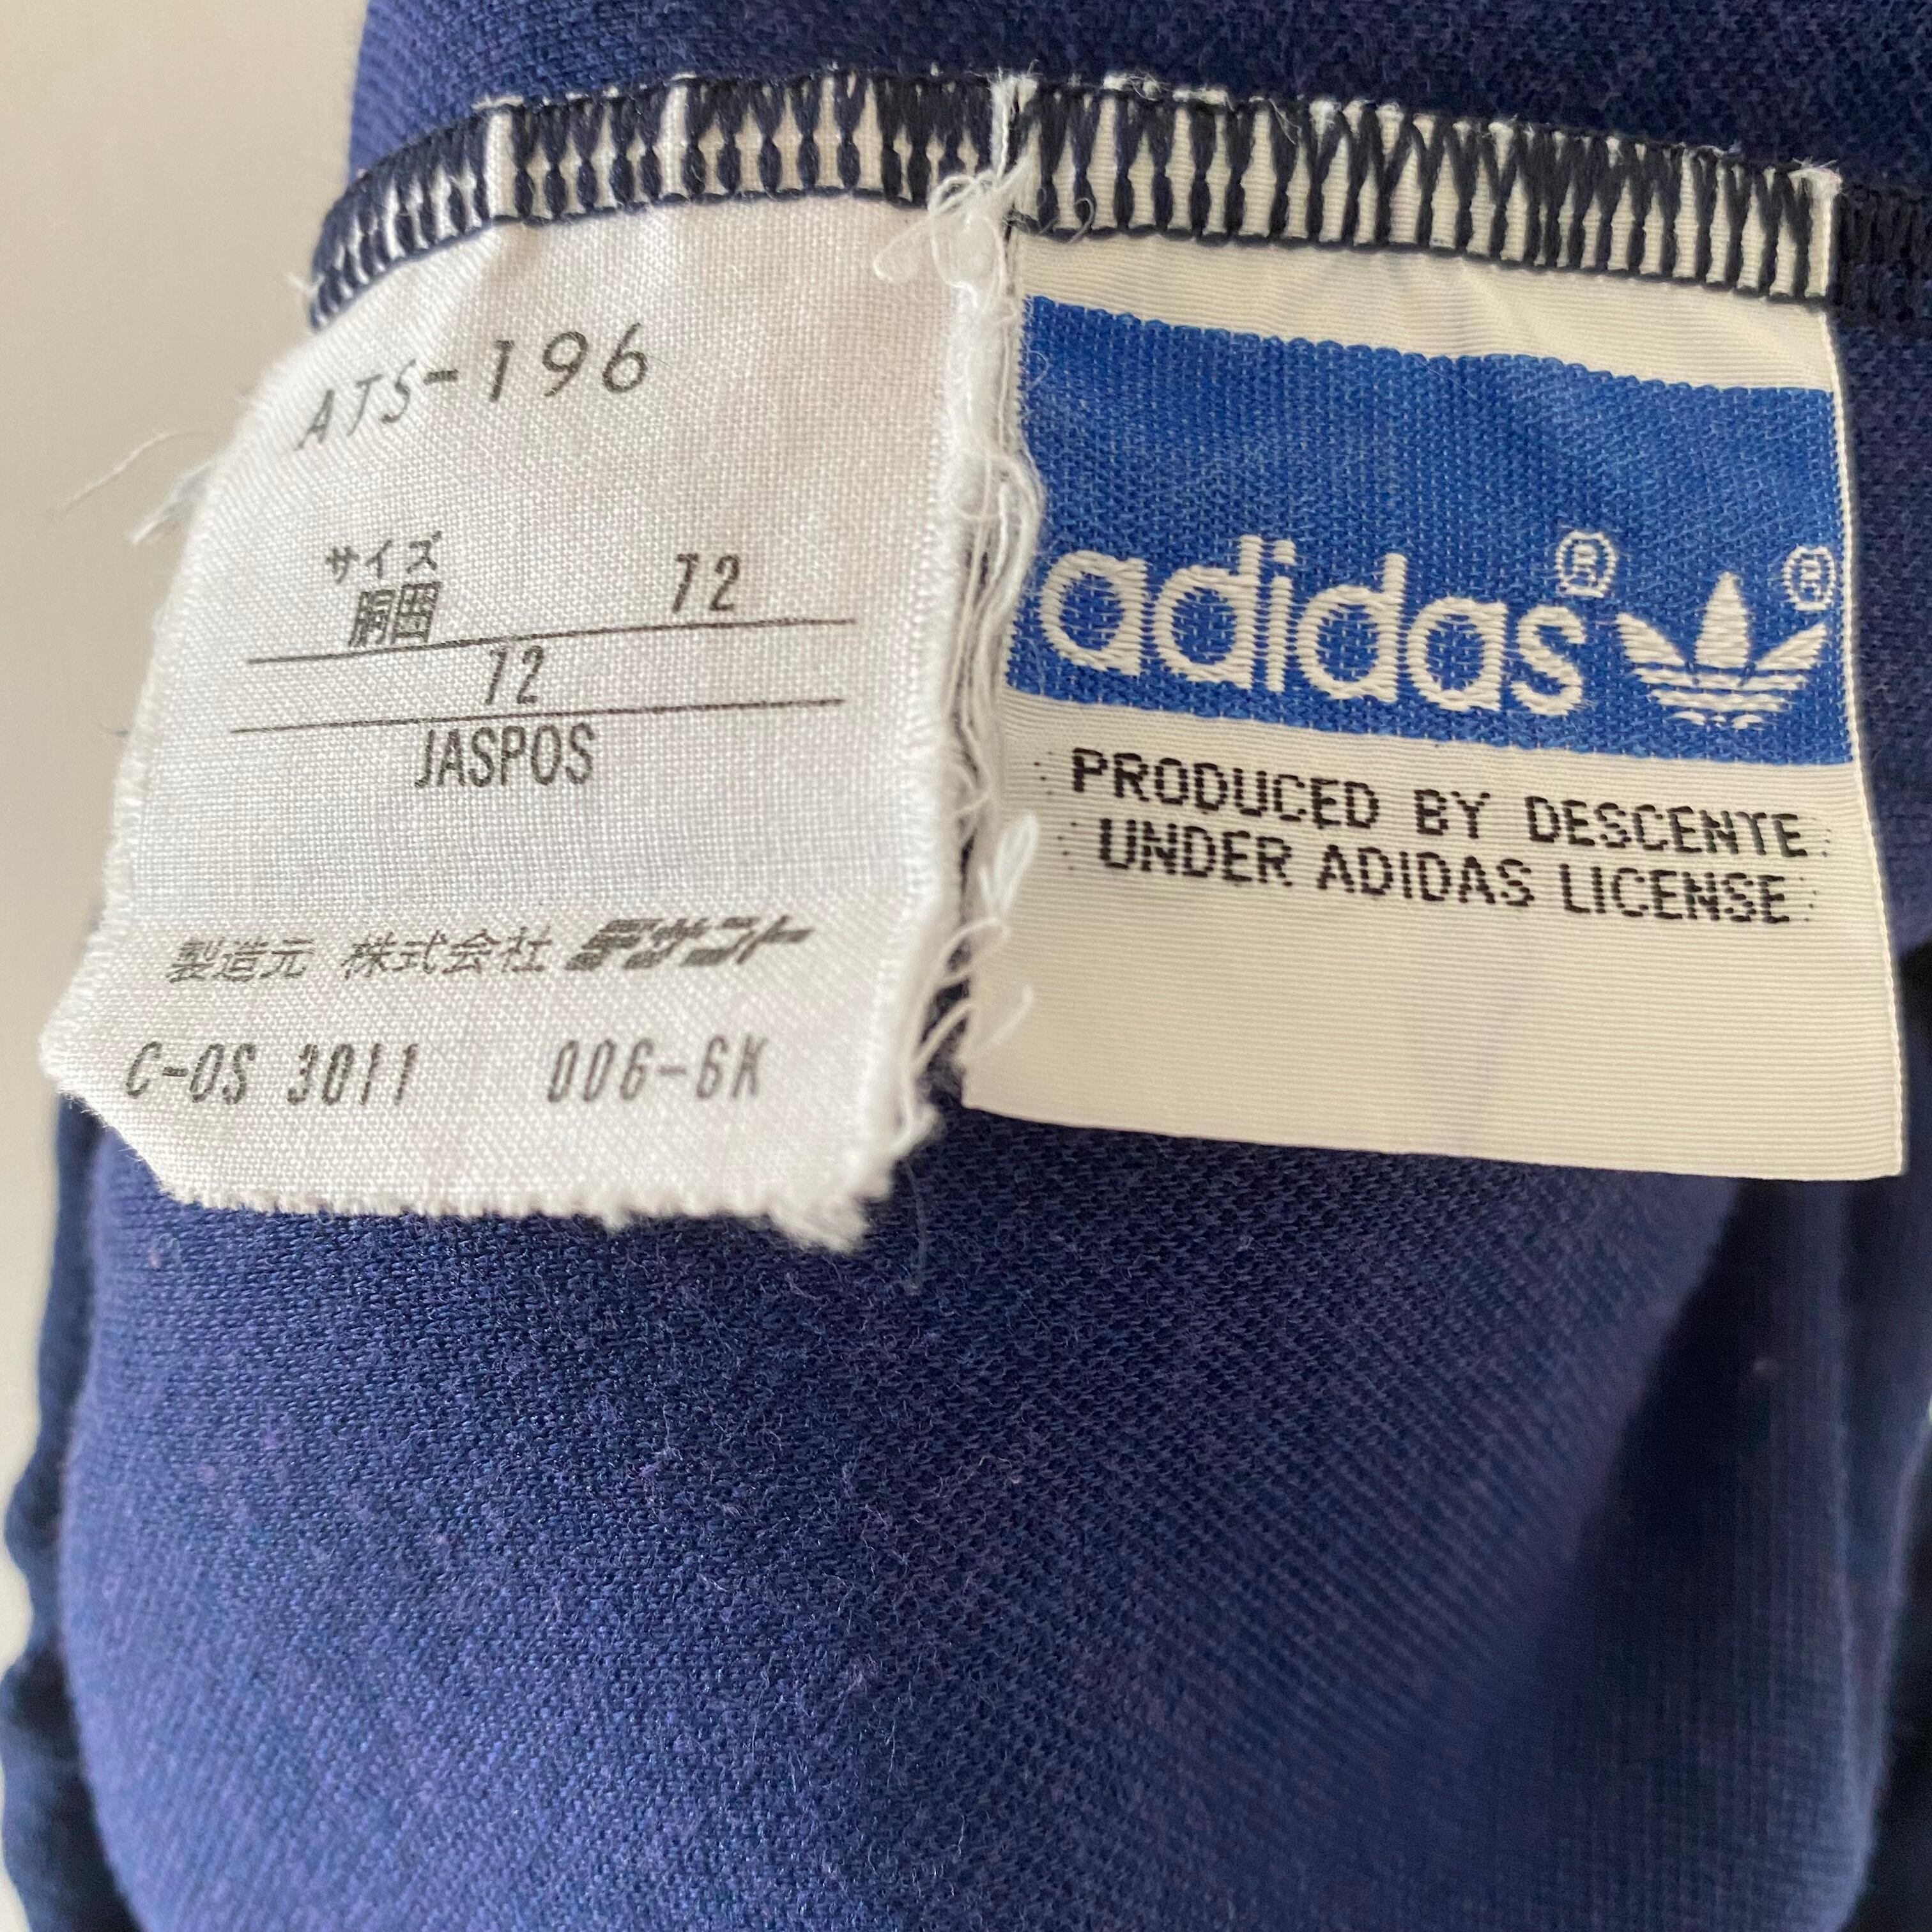 ATS-196
サイズ
胴囲 72
72
JASPOS
製造元 株式会社 デサント
C-OS 3011 006-6K
adidas® ®
PRODUCED BY DESCENTE
UNDER ADIDAS LICENSE